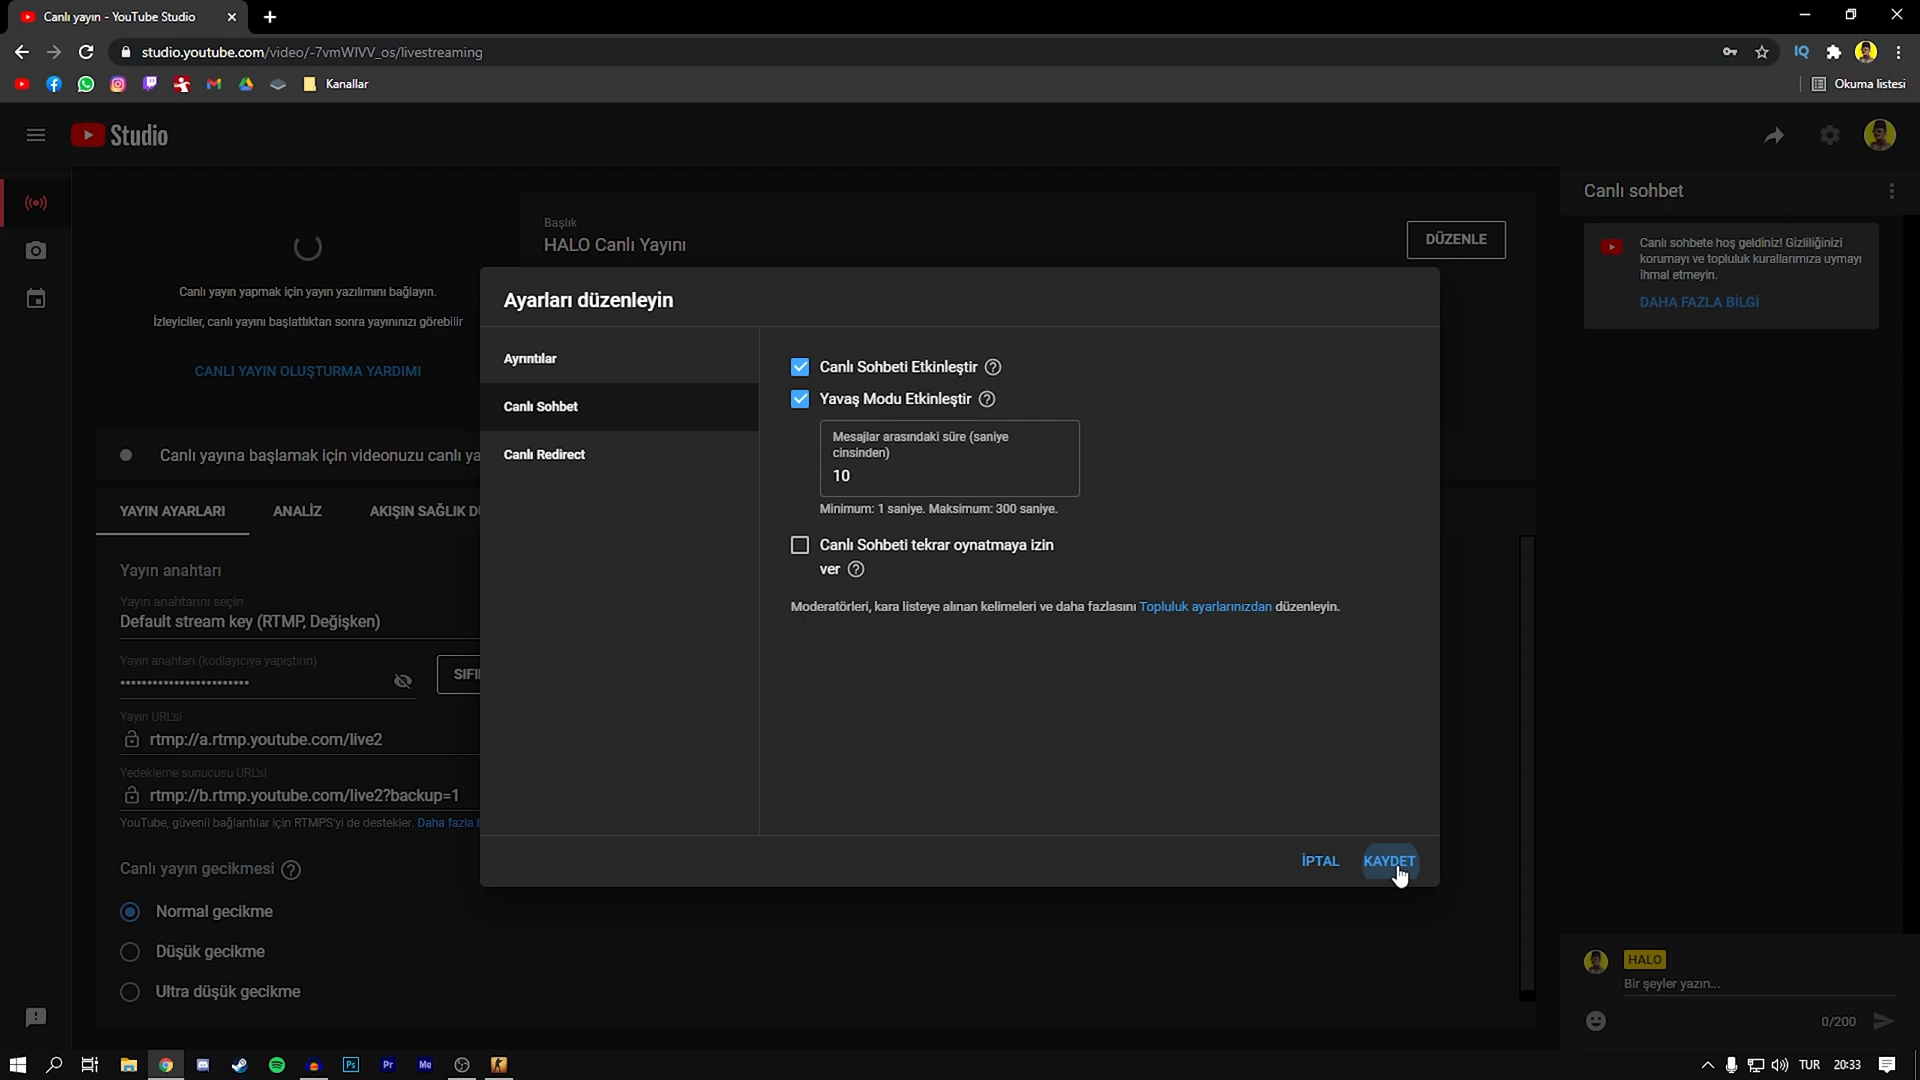 Canlı yayın - YouTube Studio
studio.youtube.com/video/-7vmWlVV_os/livestreaming
IQ
Kanallar
Okuma listesi
Studio
Canlı sohbet
Başlık
HALO Canlı Yayını
DÜZENLE
Canlı sohbete hoş geldiniz! Gizliliğinizi
korumayı ve topluluk kurallarımıza uymayı
ihmal etmeyin.
DAHA FAZLA BİLGİ
Canlı yayın yapmak için yayın yazılımını bağlayın.
İzleyiciler, canlı yayını başlattıktan sonra yayınınızı görebilir
CANLI YAYIN OLUŞTURMA YARDIMI
Ayarları düzenleyin
Ayrıntılar
Canlı Sohbet
Canlı Redirect
Canlı Sohbeti Etkinleştir
Yavaş Modu Etkinleştir
Mesajlar arasındaki süre (saniye
cinsinden)
10
Minimum: 1 saniye. Maksimum: 300 saniye.
Canlı Sohbeti tekrar oynatmaya izin
ver
Moderatörleri, kara listeye alınan kelimeleri ve daha fazlasını Topluluk ayarlarınızdan düzenleyin.
İPTAL
KAYDET
Canlı yayına başlamak için videonuzu canlı ya
YAYIN AYARLARI
ANALİZ
AKIŞIN SAĞLIK DU
Yayın anahtarı
Yayın anahtarını seçin
Default stream key (RTMP, Değişken)
Yayın anahtarı (kodlayıcıya yapıştırın)
SIFI
Yayın URL'si
rtmp://a.rtmp.youtube.com/live2
Yedekleme sunucusu URL'si
rtmp://b.rtmp.youtube.com/live2?backup=1
YouTube, güvenli bağlantılar için RTMPS'yi de destekler. Daha fazla b
Canlı yayın gecikmesi
Normal gecikme
Düşük gecikme
Ultra düşük gecikme
HALO
Bir şeyler yazın...
0/200
Ps
Pr
Me
TUR
20:33